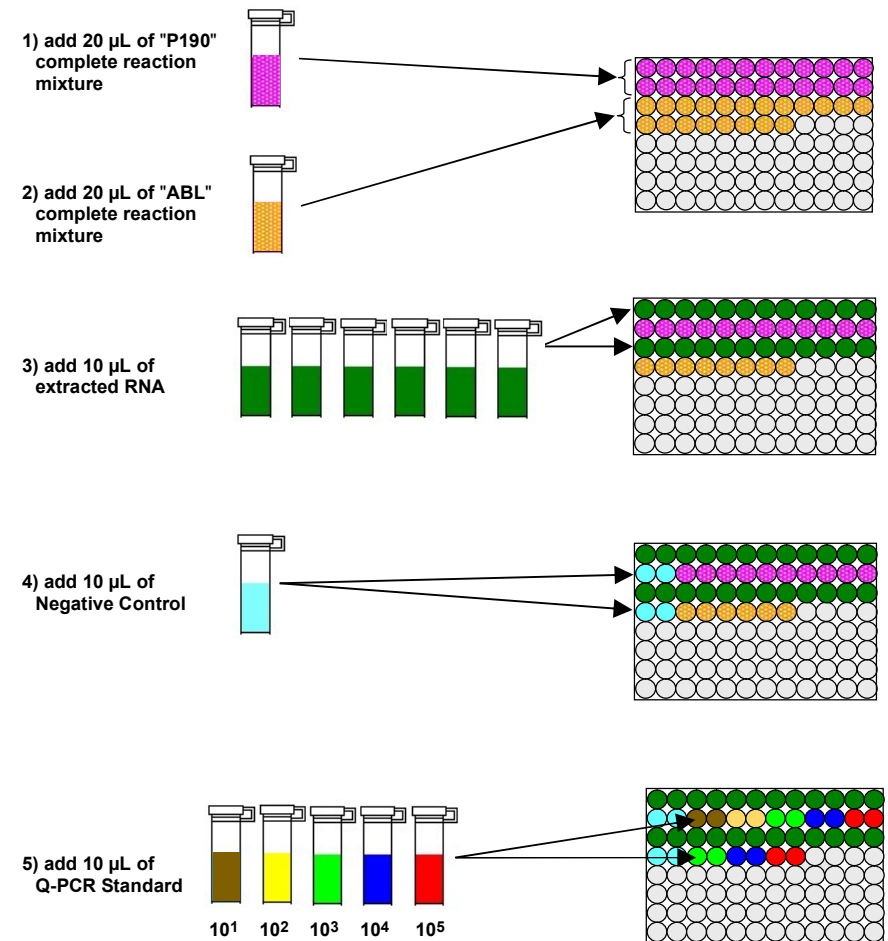 1) add 20 µL of "P190"
complete reaction
mixture
2) add 20 µL of "ABL"
complete reaction
mixture
3) add 10 µL of
extracted RNA
4) add 10 µL of
Negative Control
5) add 10 µL of
Q-PCR Standard
10¹ 10² 10³ 10⁴ 10⁵